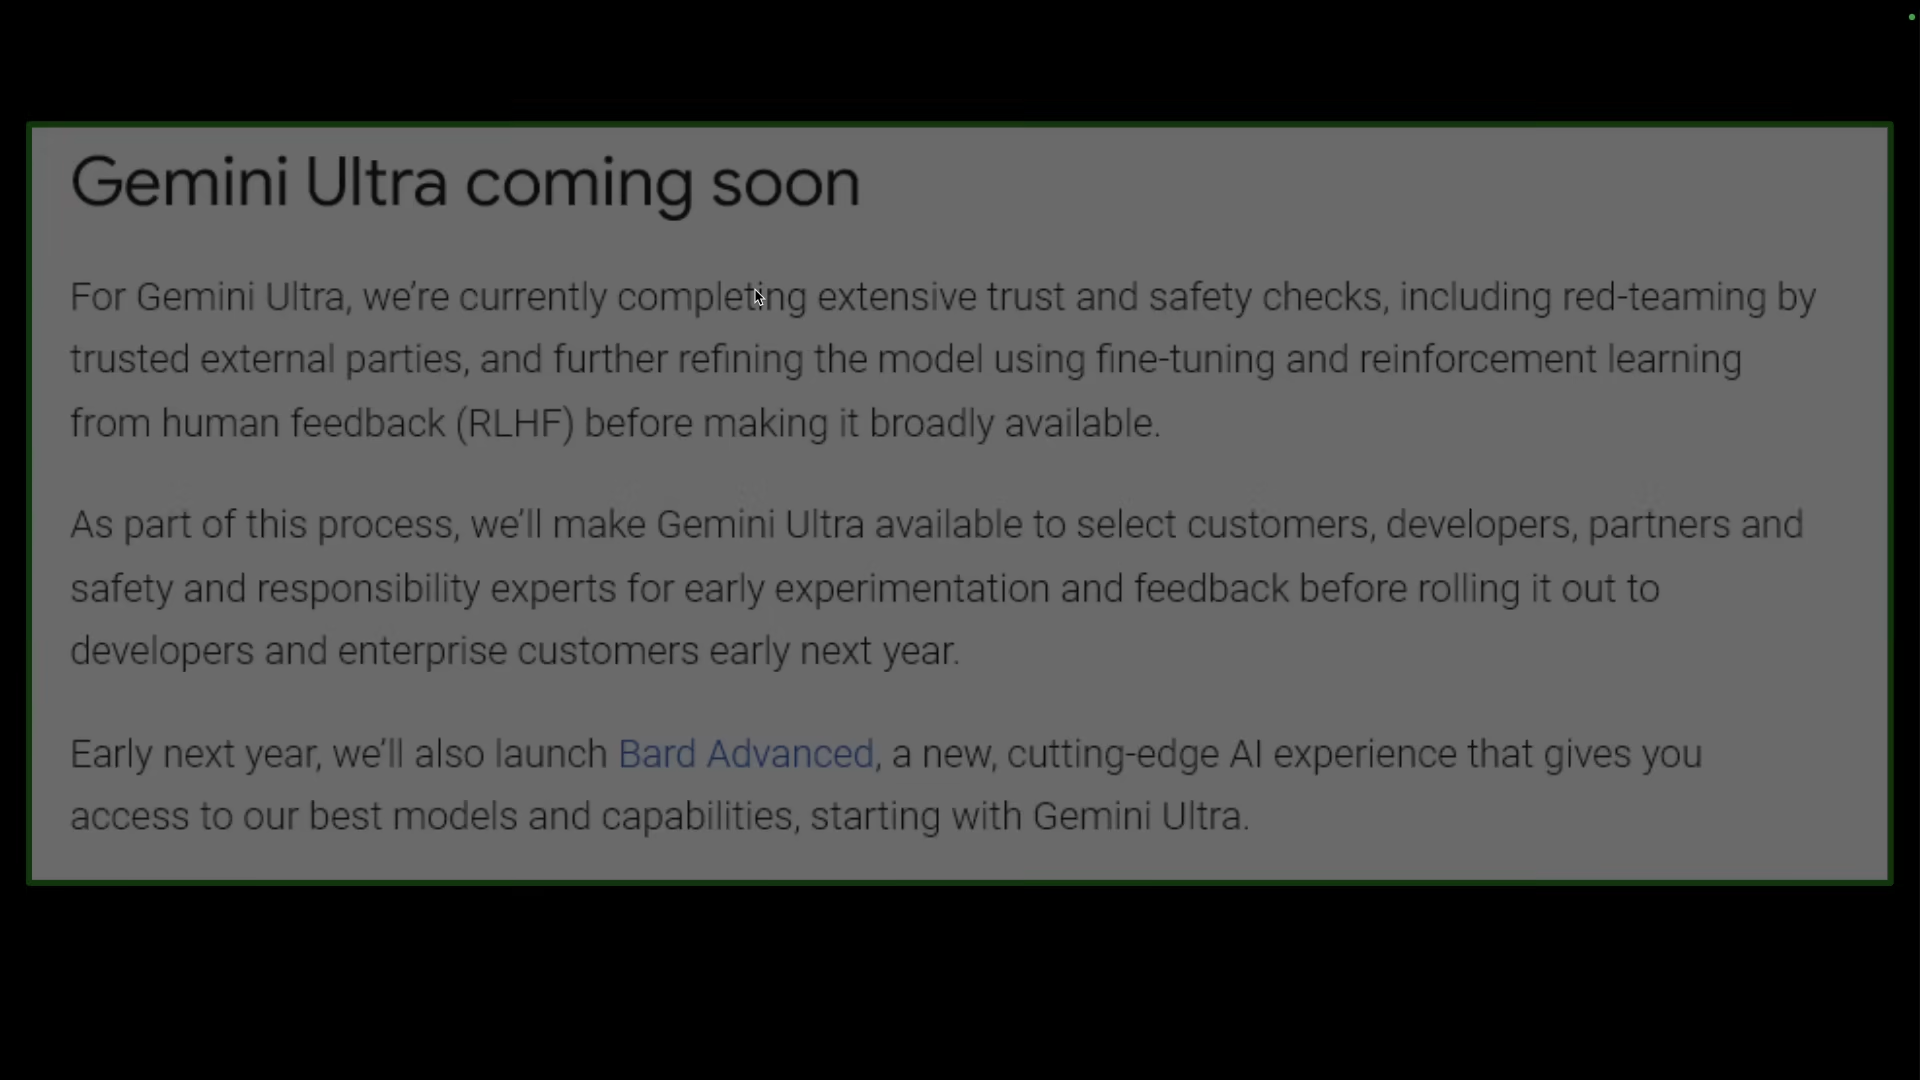 Gemini Ultra coming soon
For Gemini Ultra, we’re currently completing extensive trust and safety checks, including red-teaming by
trusted external parties, and further refining the model using fine-tuning and reinforcement learning
from human feedback (RLHF) before making it broadly available.
As part of this process, we’ll make Gemini Ultra available to select customers, developers, partners and
safety and responsibility experts for early experimentation and feedback before rolling it out to
developers and enterprise customers early next year.
Early next year, we’ll also launch Bard Advanced, a new, cutting-edge AI experience that gives you
access to our best models and capabilities, starting with Gemini Ultra.